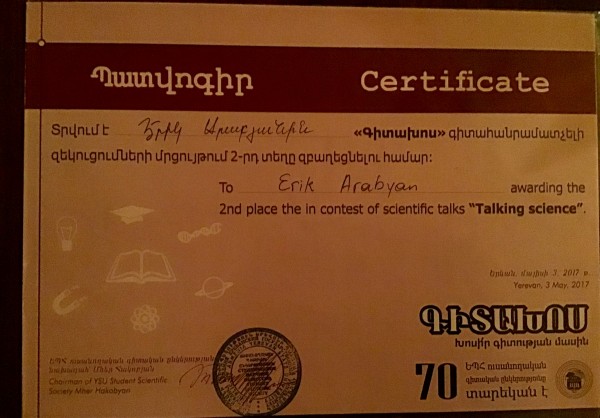 Պատվոգիր Certificate
Տրվում է Էրիկ Արաբյանին «Գիտախոս» գիտահանրամատչելի
զեկուցումների մրցույթում 2-րդ տեղը զբաղեցնելու համար:
To Erik Arabyan awarding the
2nd place the in contest of scientific talks "Talking science".
Երևան, մայիսի 3, 2017 թ.
Yerevan, 3 May, 2017
ԳԻՏԱԽՈՍ
Խոսի՛ր գիտության մասին
ԵՊՀ ուսանողական գիտական ընկերության
նախագահ Մհեր Հակոբյան
Chairman of YSU Student Scientific
Society Mher Hakobyan
70 ԵՊՀ ուսանողական
գիտական ընկերությունը
տարեկան է